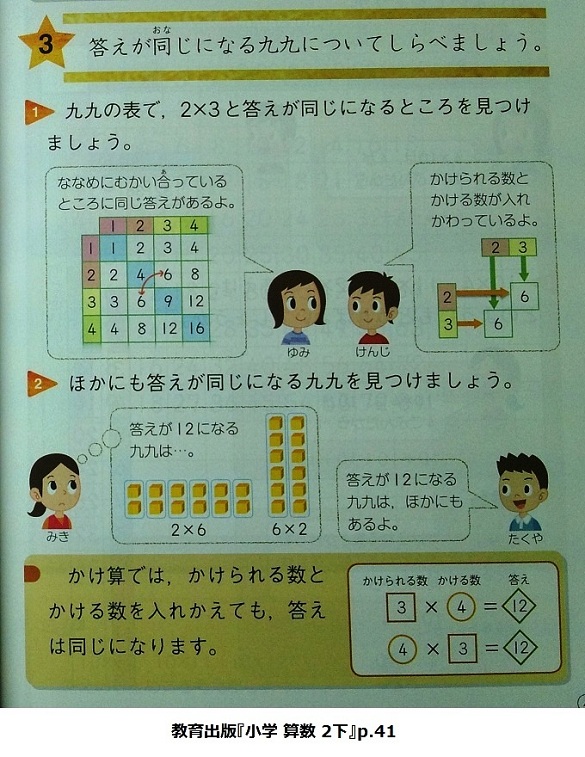 3 答えが同じになる九九についてしらべましょう。
おな
1 九九の表で，2×3と答えが同じになるところを見つけ
ましょう。
ななめにむかい合っている
あ
ところに同じ答えがあるよ。
1 2 3 4
1 1 2 3 4
2 2 4 6 8
3 3 6 9 12
4 4 8 12 16
ゆみ
かけられる数と
かける数が入れ
かわっているよ。
2 3
2 6
3 6
けんじ
2 ほかにも答えが同じになる九九を見つけましょう。
答えが12になる
九九は…。
2×6
6×2
みき
答えが12になる
九九は，ほかにも
あるよ。
たくや
かけ算では，かけられる数と
かける数を入れかえても，答え
は同じになります。
かけられる数 かける数 答え
3 × 4 = 12
4 × 3 = 12
教育出版『小学 算数 2下』p.41